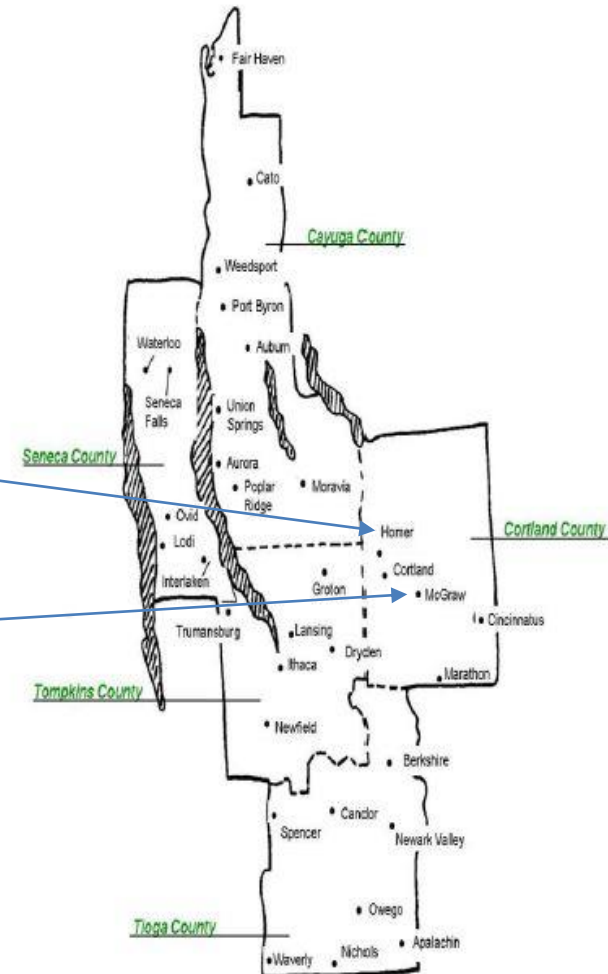 Fair Haven
Cato
Cayuga County
Weedsport
Port Byron
Waterloo
Auburn
Seneca
Falls
Union
Springs
Seneca County
Aurora
Poplar
Ridge
Moravia
Ovid
Homer
Cortland County
Lodi
Interlaken
Cortland
Groton
McGraw
Trumansburg
Lansing
Cincinnatus
Dryden
Ithaca
Marathon
Tompkins County
Newfield
Berkshire
Candor
Spencer
Newark Valley
Owego
Tioga County
Apalachin
Waverly
Nichols